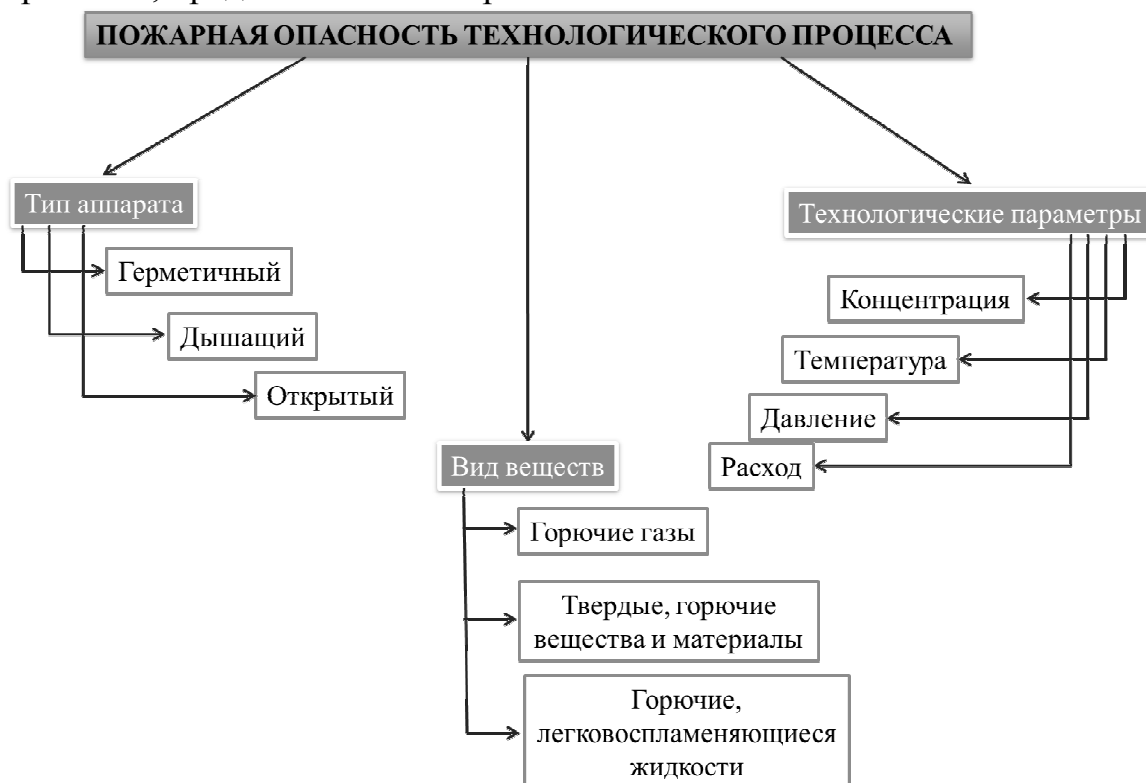 ПОЖАРНАЯ ОПАСНОСТЬ ТЕХНОЛОГИЧЕСКОГО ПРОЦЕССА
Тип аппарата
Герметичный
Дышащий
Открытый
Вид веществ
Горючие газы
Твердые, горючие
вещества и материалы
Горючие,
легковоспламеняющиеся
жидкости
Технологические параметры
Концентрация
Температура
Давление
Расход